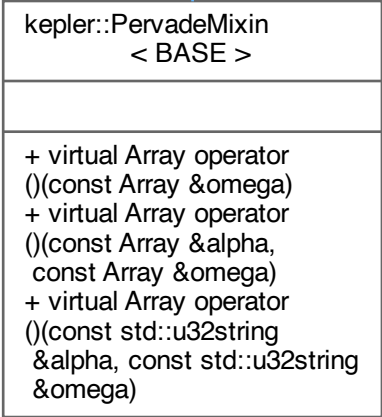 kepler::PervadeMixin
< BASE >
+ virtual Array operator
()(const Array &omega)
+ virtual Array operator
()(const Array &alpha,
const Array &omega)
+ virtual Array operator
()(const std::u32string
&alpha, const std::u32string
&omega)